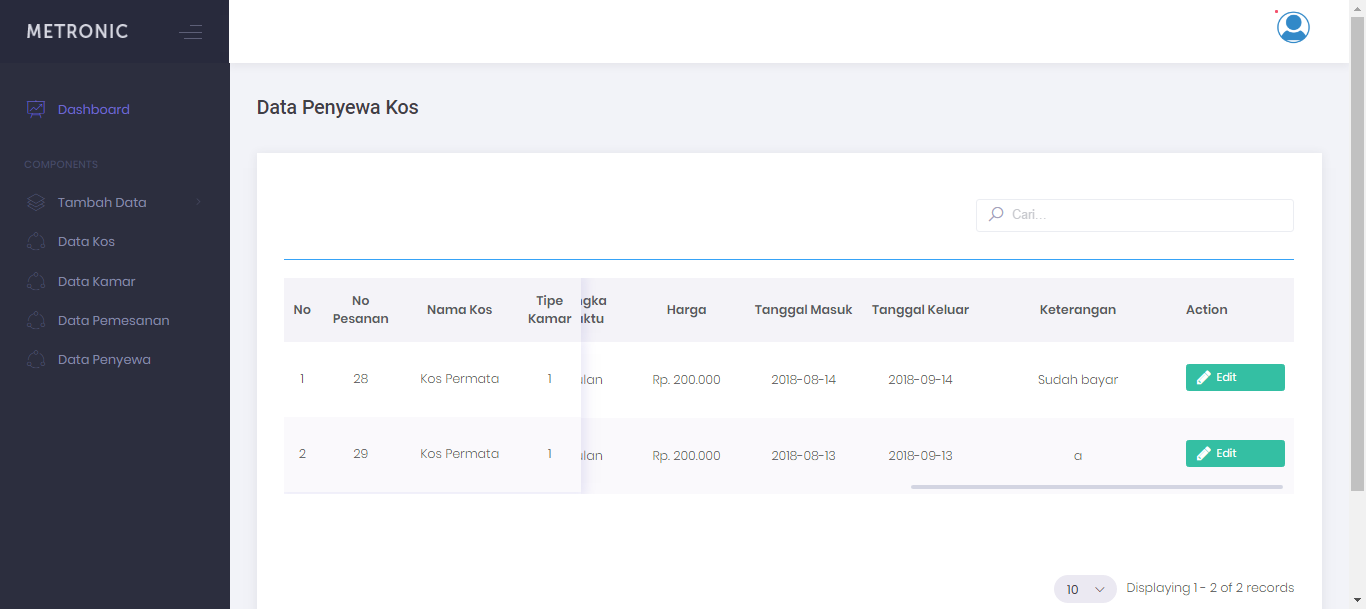 METRONIC
Dashboard
COMPONENTS
Tambah Data
Data Kos
Data Kamar
Data Pemesanan
Data Penyewa
Data Penyewa Kos
Cari...
No No Pesanan Nama Kos Tipe Kamar Harga Tanggal Masuk Tanggal Keluar Keterangan Action
1 28 Kos Permata 1 ulan Rp. 200.000 2018-08-14 2018-09-14 Sudah bayar Edit
2 29 Kos Permata 1 ulan Rp. 200.000 2018-08-13 2018-09-13 a Edit
10 Displaying 1 - 2 of 2 records